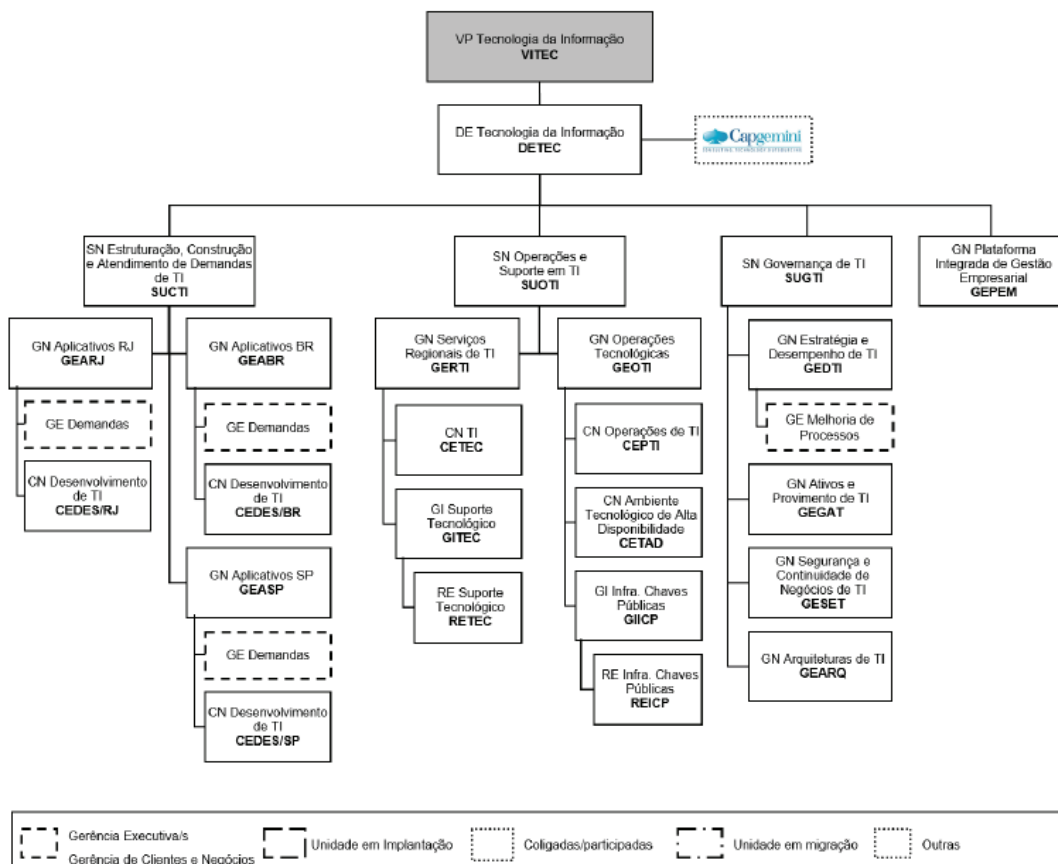 VP Tecnologia da Informação
VITEC
DE Tecnologia da Informação
DETEC
Capgemini
CONSULTING.TECHNOLOGY.OUTSOURCING
SN Estruturação, Construção
e Atendimento de Demandas
de TI
SUCTI
SN Operações e
Suporte em TI
SUOTI
SN Governança de TI
SUGTI
GN Plataforma
Integrada de Gestão
Empresarial
GEPEM
GN Aplicativos RJ
GEARJ
GE Demandas
CN Desenvolvimento
de TI
CEDES/RJ
GN Aplicativos BR
GEABR
GE Demandas
CN Desenvolvimento
de TI
CEDES/BR
GN Aplicativos SP
GEASP
GE Demandas
CN Desenvolvimento
de TI
CEDES/SP
GN Serviços
Regionais de TI
GERTI
CN TI
CETEC
GI Suporte
Tecnológico
GITEC
RE Suporte
Tecnológico
RETEC
GN Operações
Tecnológicas
GEOTI
CN Operações de TI
CEPTI
CN Ambiente
Tecnológico de Alta
Disponibilidade
CETAD
GI Infra. Chaves
Públicas
GIICP
RE Infra. Chaves
Públicas
REICP
GN Estratégia e
Desempenho de TI
GEDTI
GE Melhoria de
Processos
GN Ativos e
Provimento de TI
GEGAT
GN Segurança e
Continuidade de
Negócios de TI
GESET
GN Arquiteturas de TI
GEARQ
Gerência Executiva/s
Gerência de Clientes e Negócios
Unidade em Implantação
Coligadas/participadas
Unidade em migração
Outras